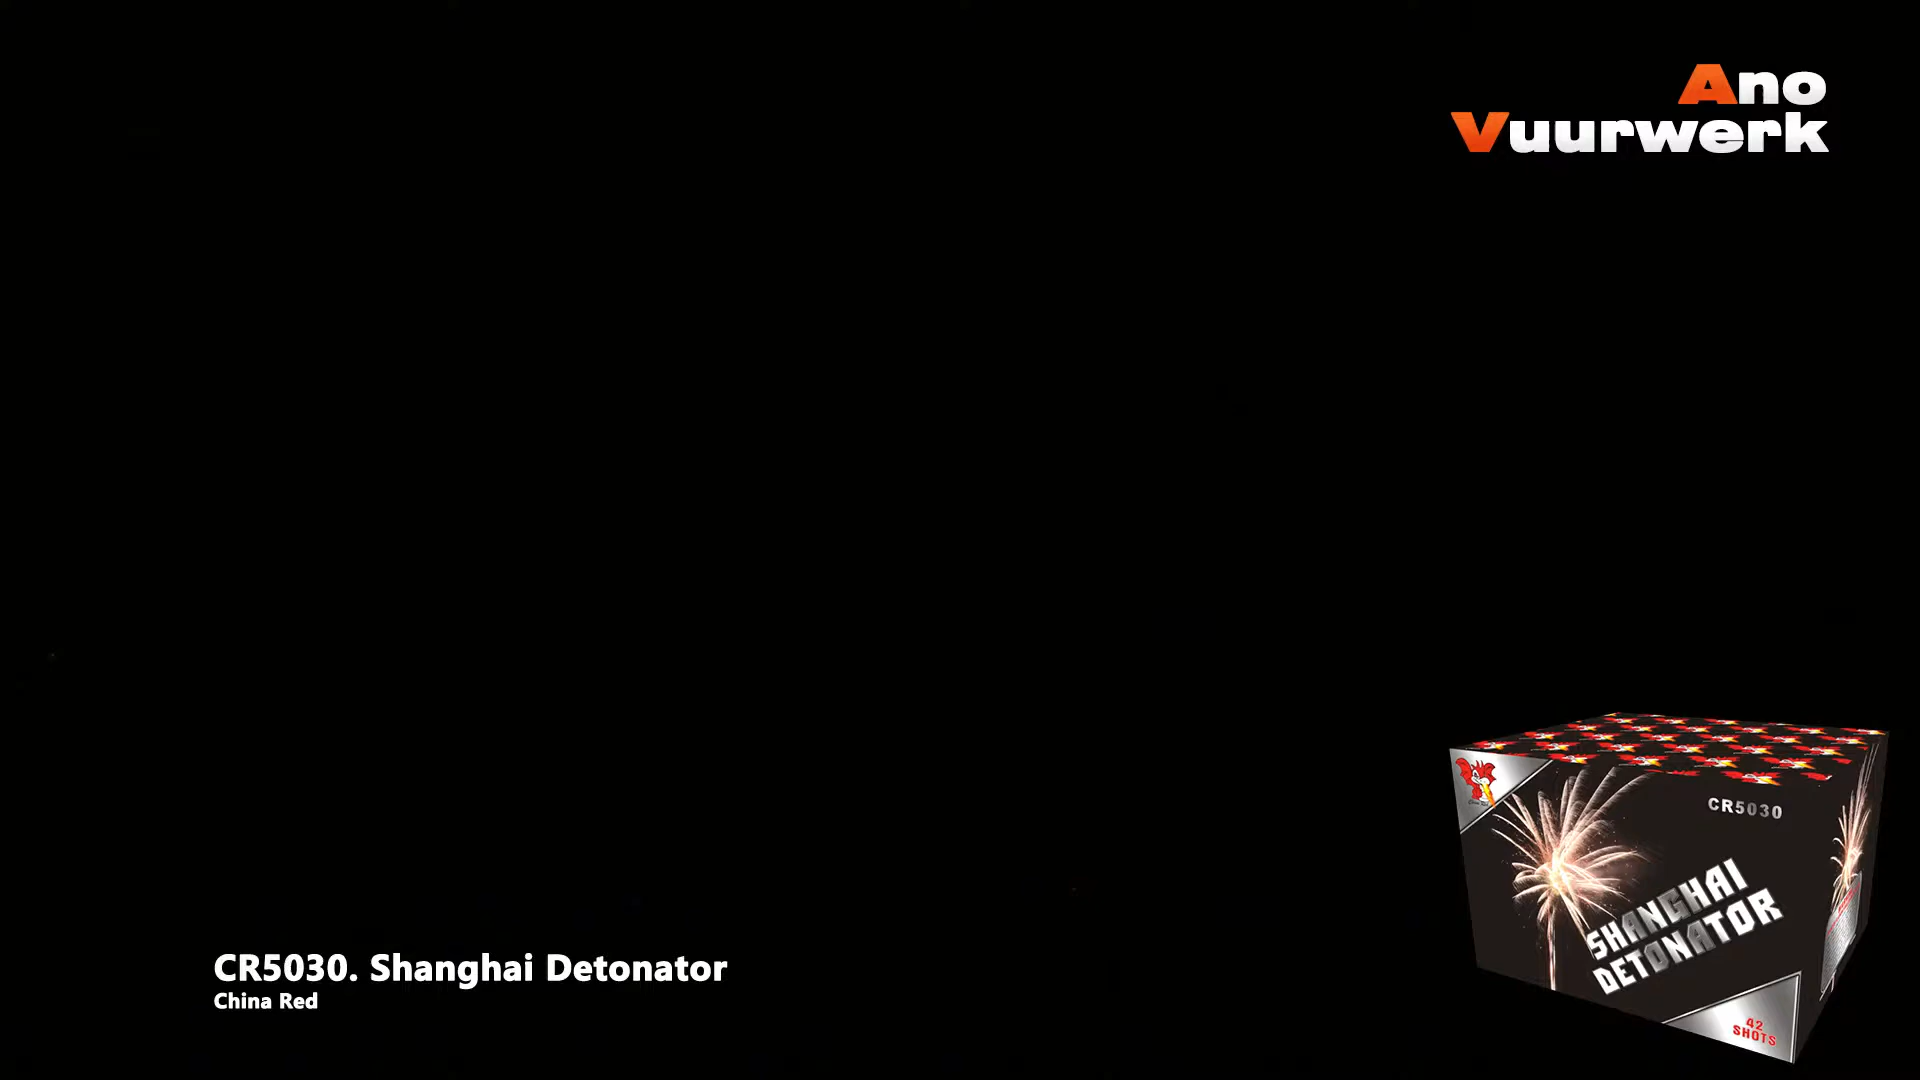 Ano
Vuurwerk
CR5030
SHANGHAI
DETONATOR
42
SHOTS
CR5030. Shanghai Detonator
China Red